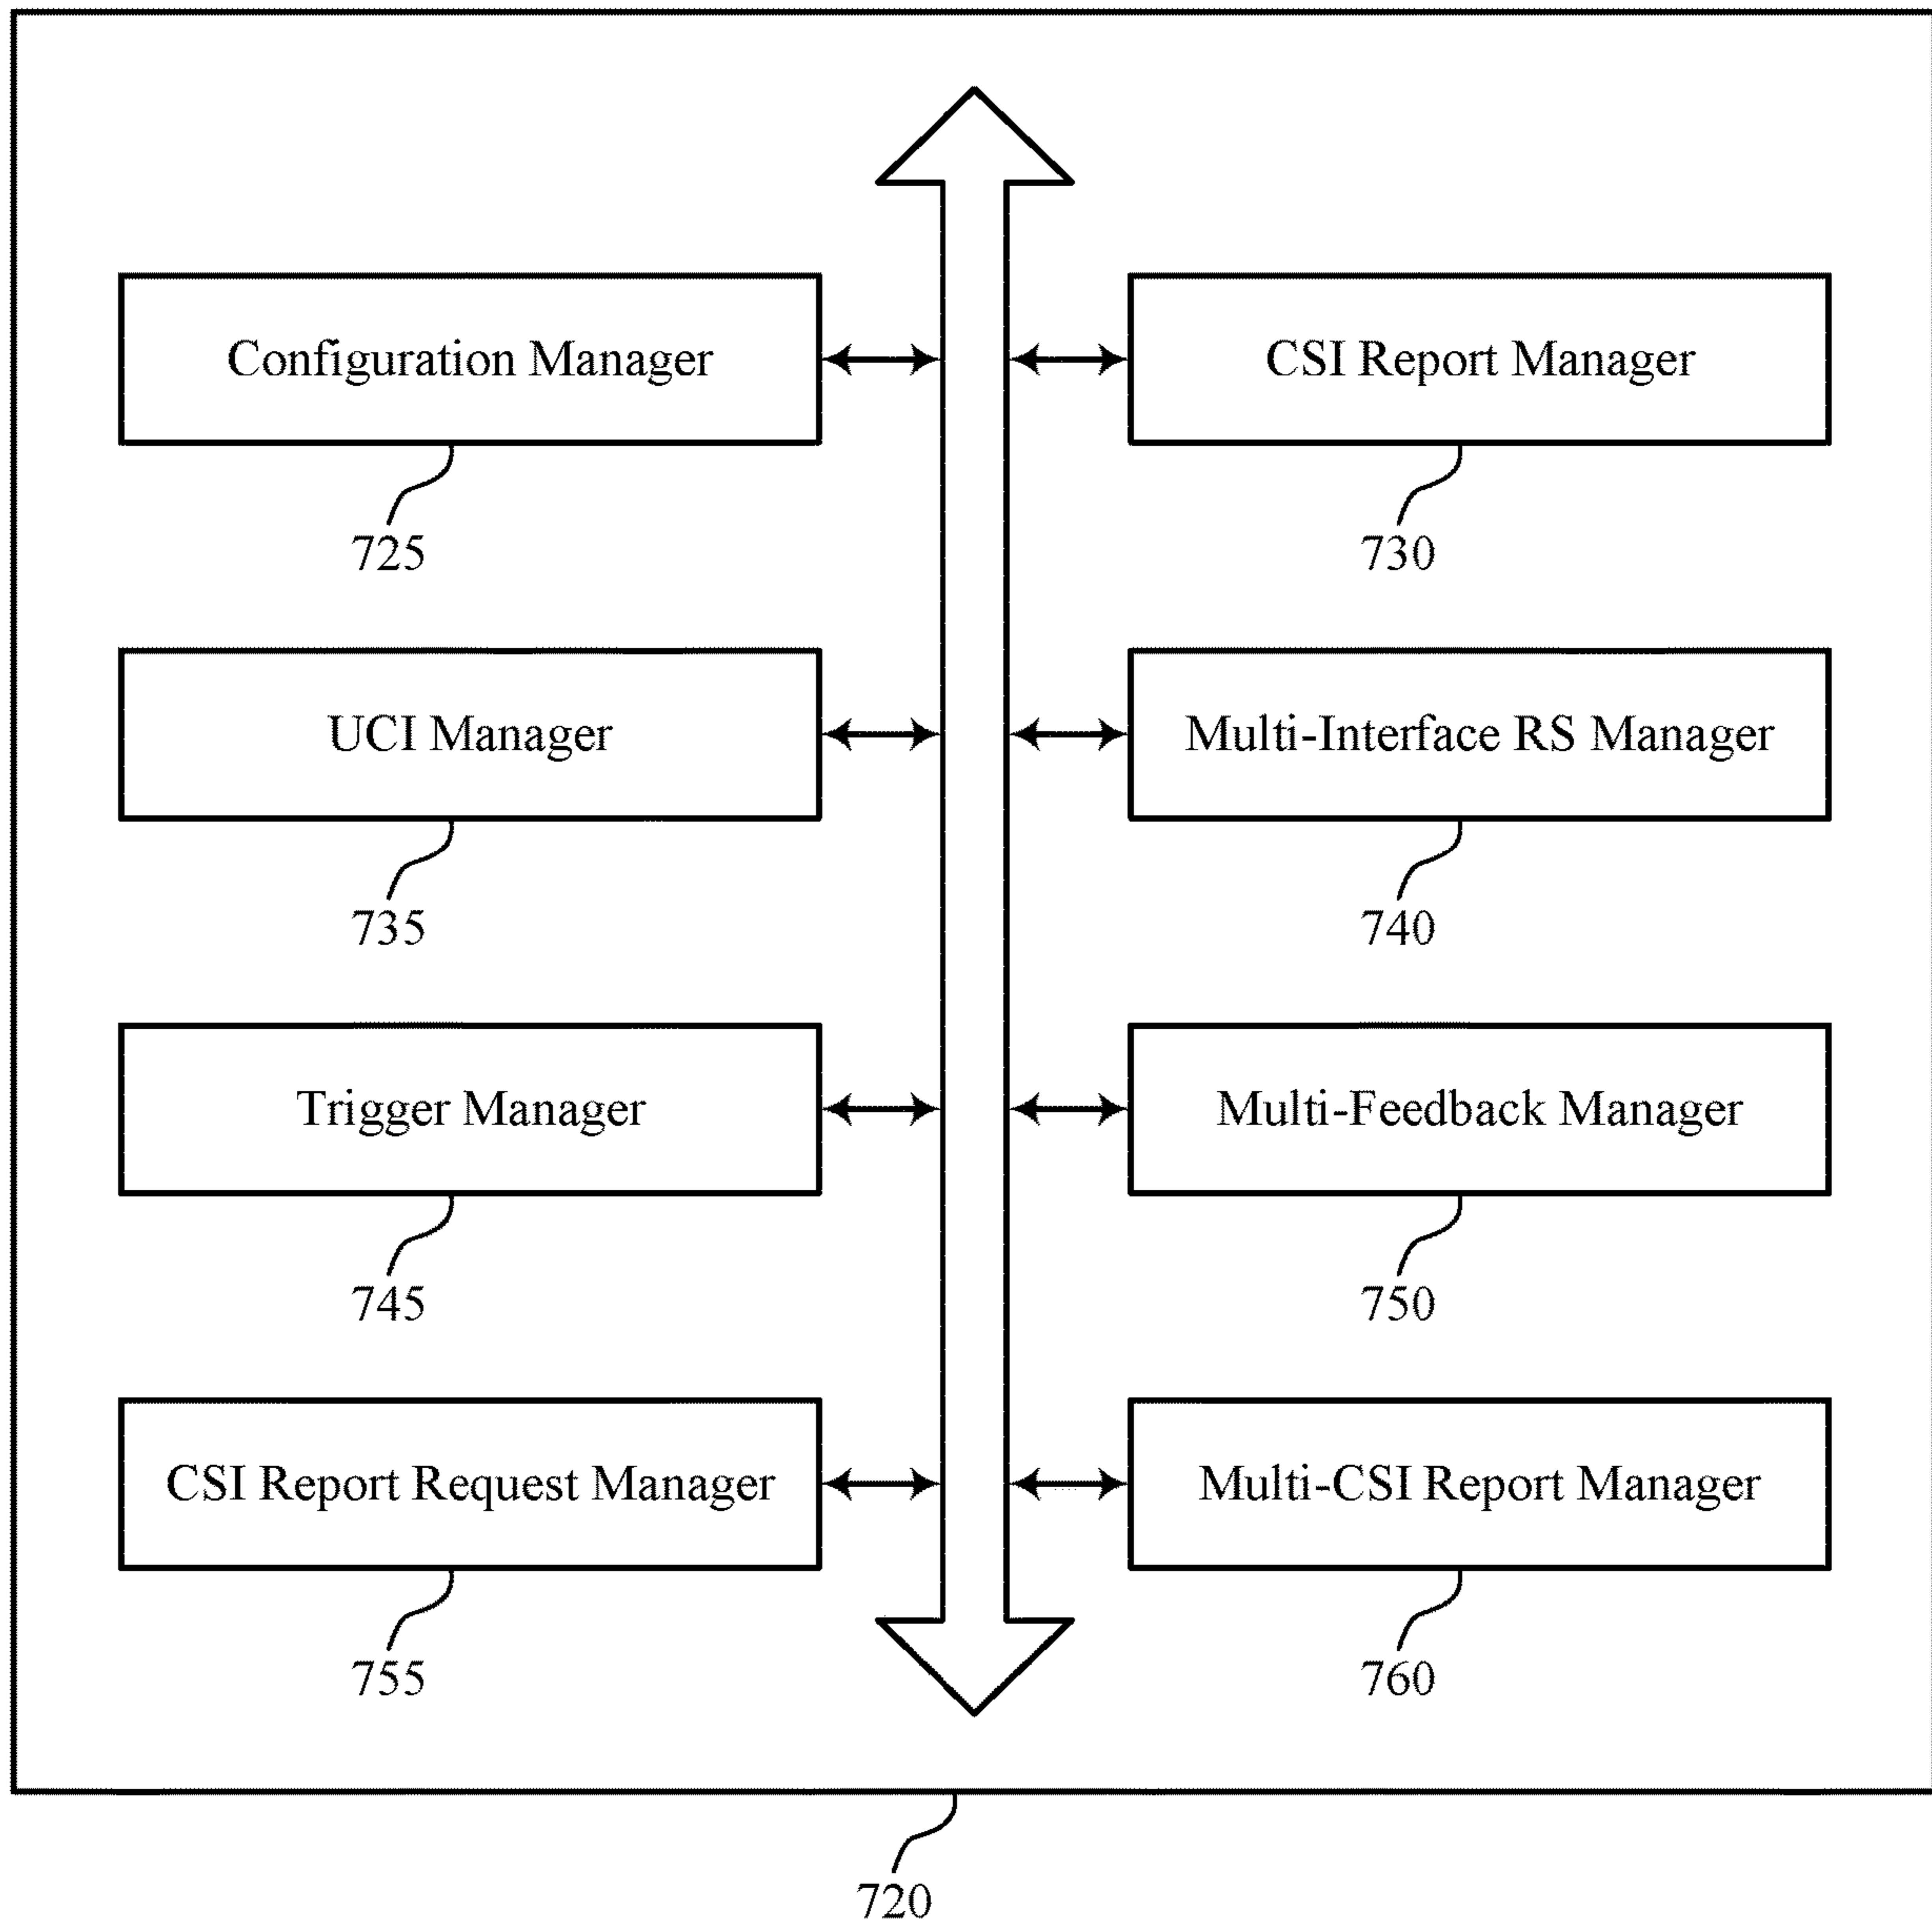 Configuration Manager
CSI Report Manager
725
730
UCI Manager
Multi-Interface RS Manager
735
740
Trigger Manager
Multi-Feedback Manager
745
750
CSI Report Request Manager
Multi-CSI Report Manager
755
760
720